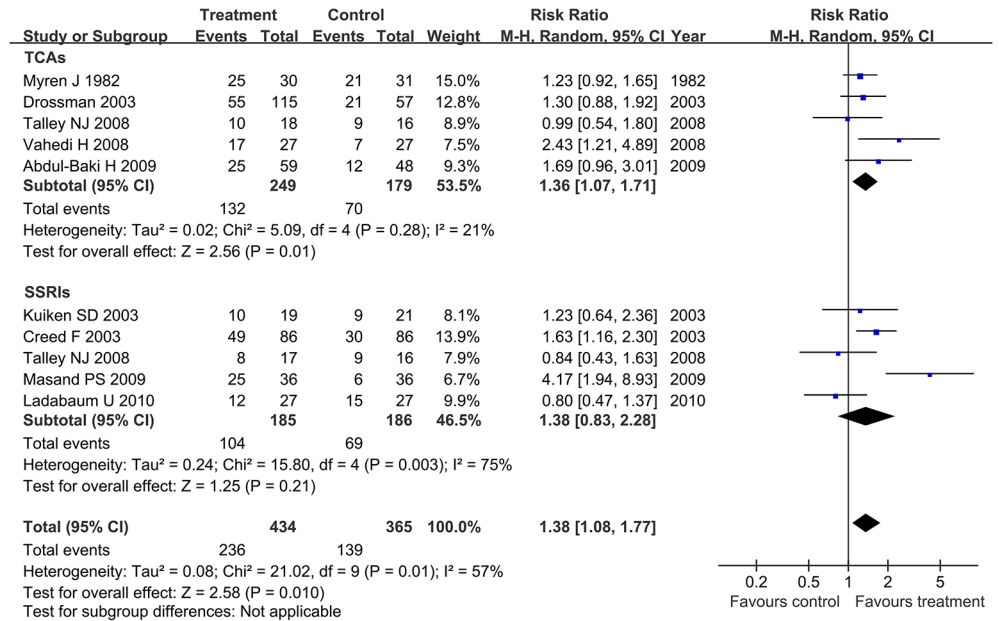 Treatment Control Risk Ratio Risk Ratio
Study or Subgroup Events Total Events Total Weight M-H, Random, 95% CI Year M-H, Random, 95% CI
TCAs
Myren J 1982 25 30 21 31 15.0% 1.23 [0.92, 1.65] 1982
Drossman 2003 55 115 21 57 12.8% 1.30 [0.88, 1.92] 2003
Talley NJ 2008 10 18 9 16 8.9% 0.99 [0.54, 1.80] 2008
Vahedi H 2008 17 27 7 27 7.5% 2.43 [1.21, 4.89] 2008
Abdul-Baki H 2009 25 59 12 48 9.3% 1.69 [0.96, 3.01] 2009
Subtotal (95% CI) 249 179 53.5% 1.36 [1.07, 1.71]
Total events 132 70
Heterogeneity: Tau² = 0.02; Chi² = 5.09, df = 4 (P = 0.28); I² = 21%
Test for overall effect: Z = 2.56 (P = 0.01)
SSRIs
Kuiken SD 2003 10 19 9 21 8.1% 1.23 [0.64, 2.36] 2003
Creed F 2003 49 86 30 86 13.9% 1.63 [1.16, 2.30] 2003
Talley NJ 2008 8 17 9 16 7.9% 0.84 [0.43, 1.63] 2008
Masand PS 2009 25 36 6 36 6.7% 4.17 [1.94, 8.93] 2009
Ladabaum U 2010 12 27 15 27 9.9% 0.80 [0.47, 1.37] 2010
Subtotal (95% CI) 185 186 46.5% 1.38 [0.83, 2.28]
Total events 104 69
Heterogeneity: Tau² = 0.24; Chi² = 15.80, df = 4 (P = 0.003); I² = 75%
Test for overall effect: Z = 1.25 (P = 0.21)
Total (95% CI) 434 365 100.0% 1.38 [1.08, 1.77]
Total events 236 139
Heterogeneity: Tau² = 0.08; Chi² = 21.02, df = 9 (P = 0.01); I² = 57%
Test for overall effect: Z = 2.58 (P = 0.010)
Test for subgroup differences: Not applicable
0.2 0.5 1 2 5
Favours control Favours treatment